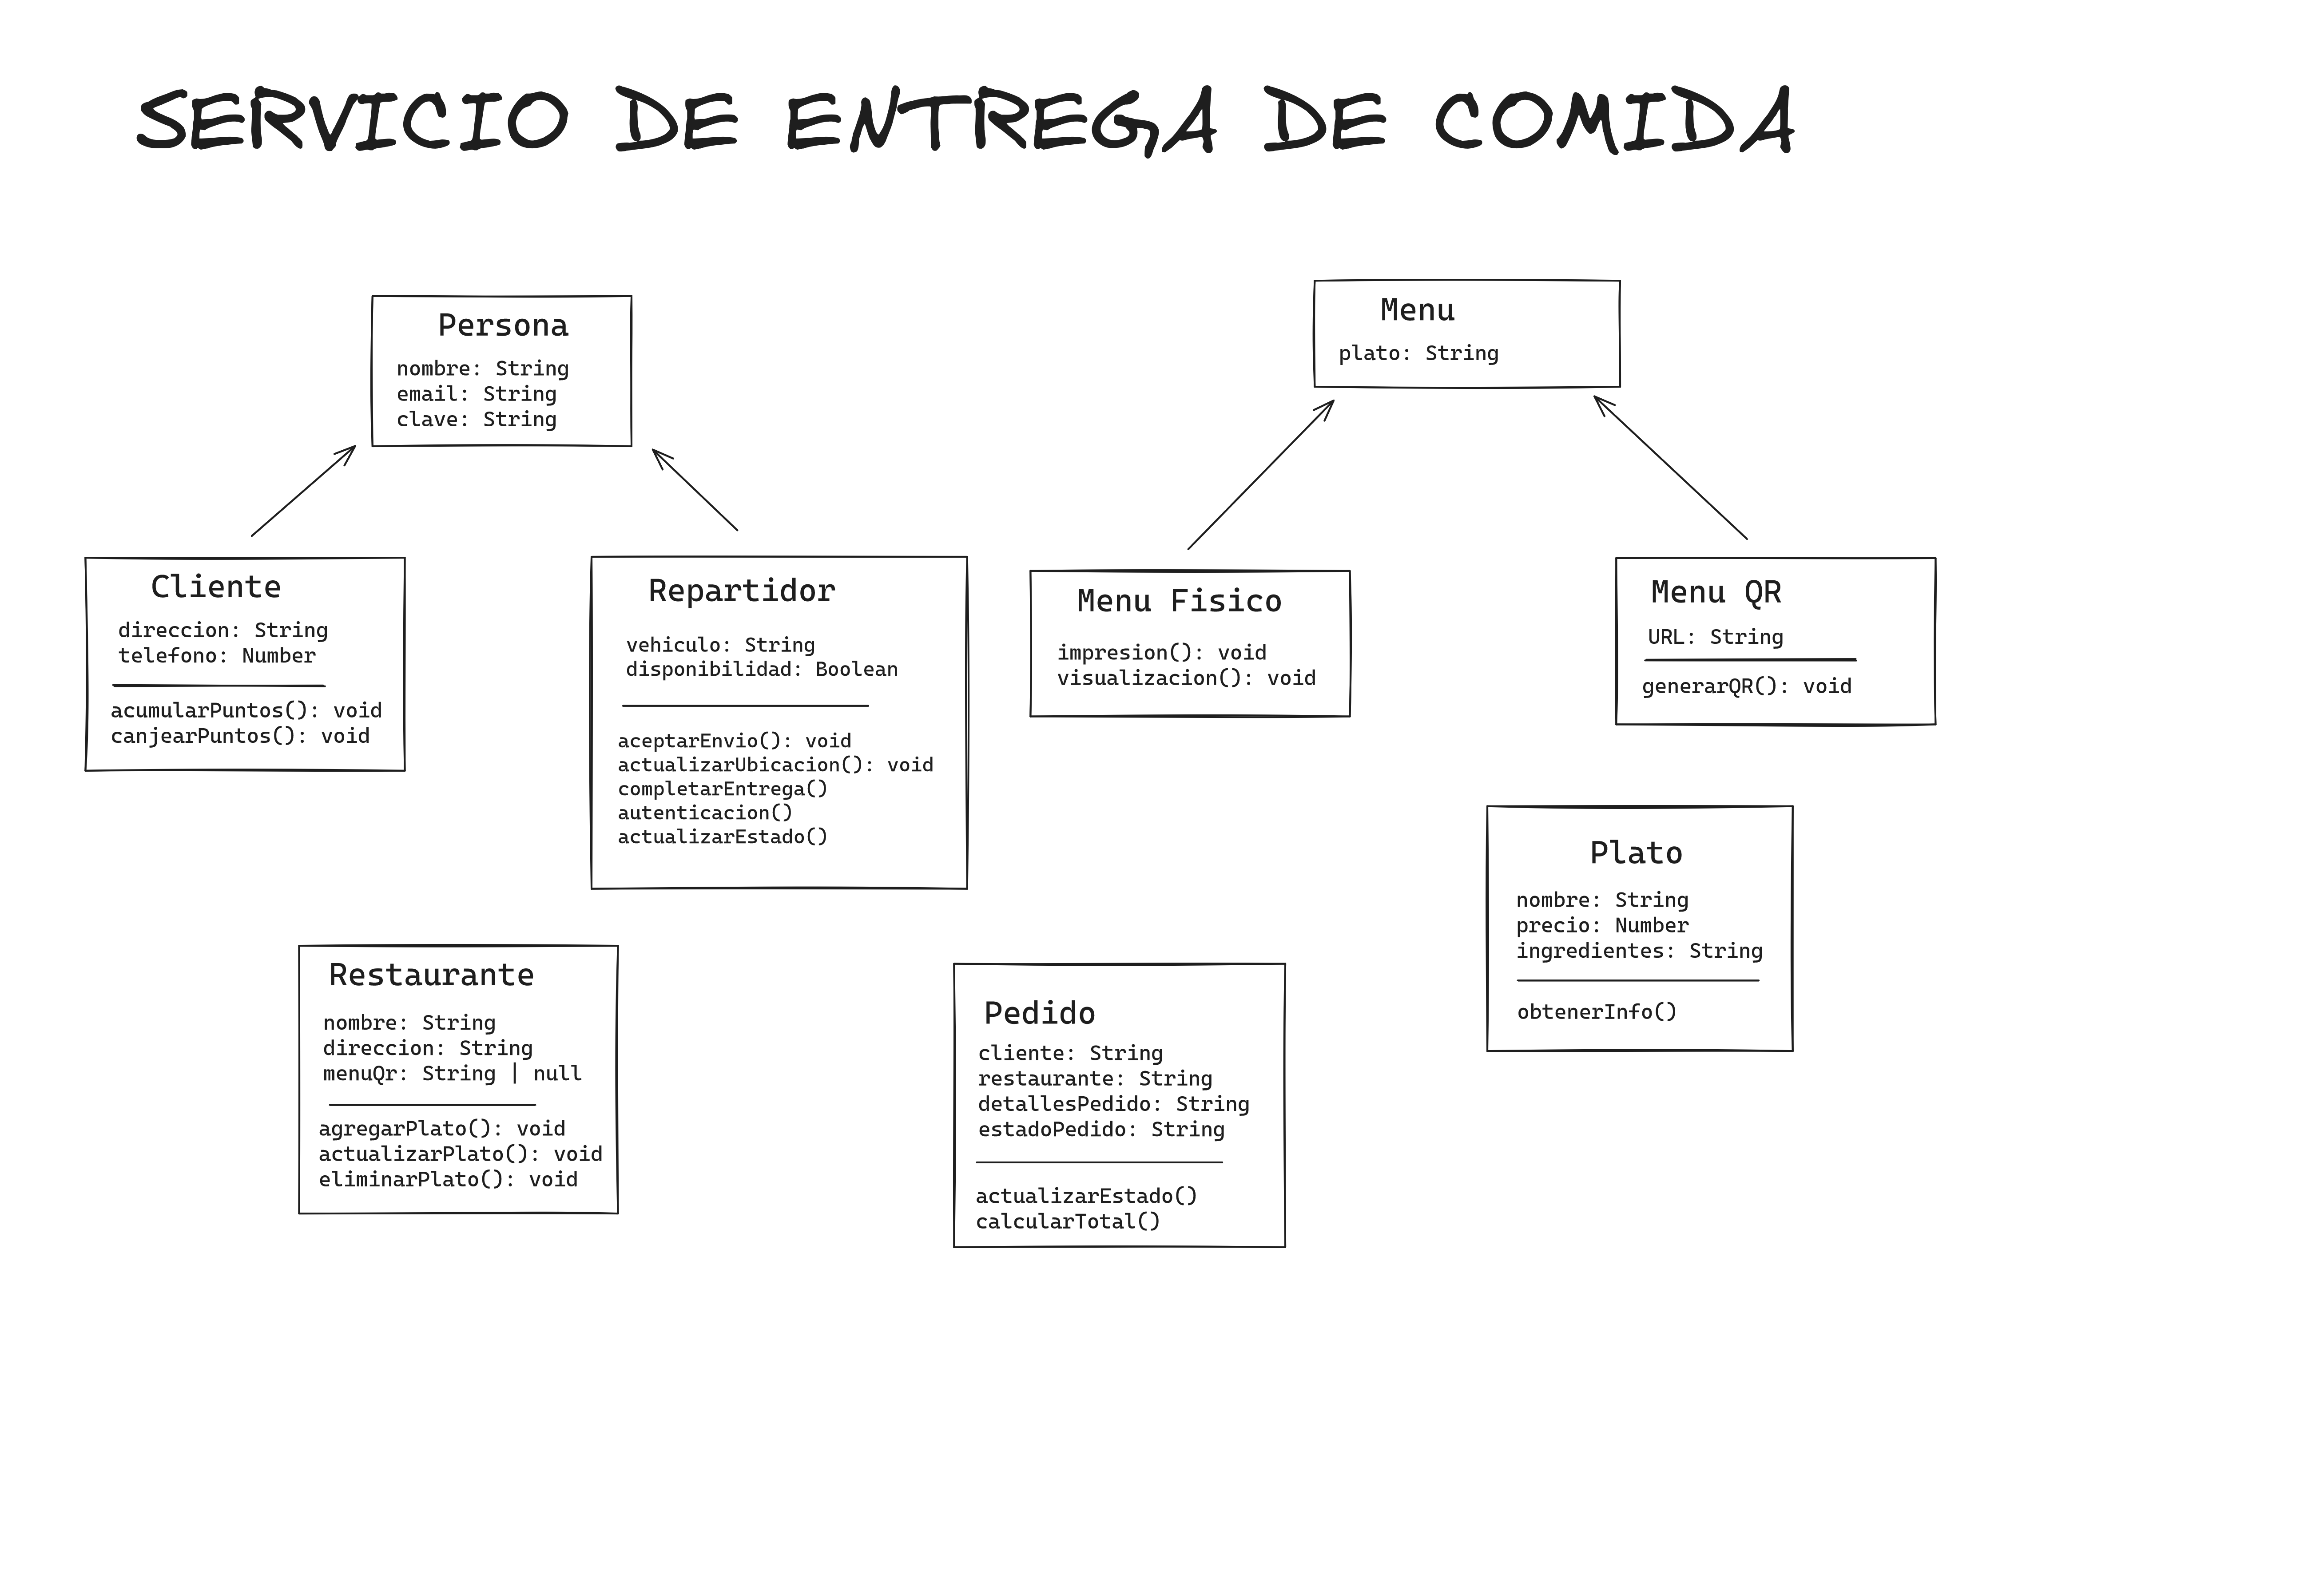 SERVICIO DE ENTREGA DE COMIDA
Persona
nombre: String
email: String
clave: String
Menu
plato: String
Cliente
direccion: String
telefono: Number
acumularPuntos(): void
canjearPuntos(): void
Repartidor
vehiculo: String
disponibilidad: Boolean
aceptarEnvio(): void
actualizarUbicacion(): void
completarEntrega()
autenticacion()
actualizarEstado()
Menu Fisico
impresion(): void
visualizacion(): void
Menu QR
URL: String
generarQR(): void
Plato
nombre: String
precio: Number
ingredientes: String
obtenerInfo()
Restaurante
nombre: String
direccion: String
menuQr: String | null
agregarPlato(): void
actualizarPlato(): void
eliminarPlato(): void
Pedido
cliente: String
restaurante: String
detallesPedido: String
estadoPedido: String
actualizarEstado()
calcularTotal()